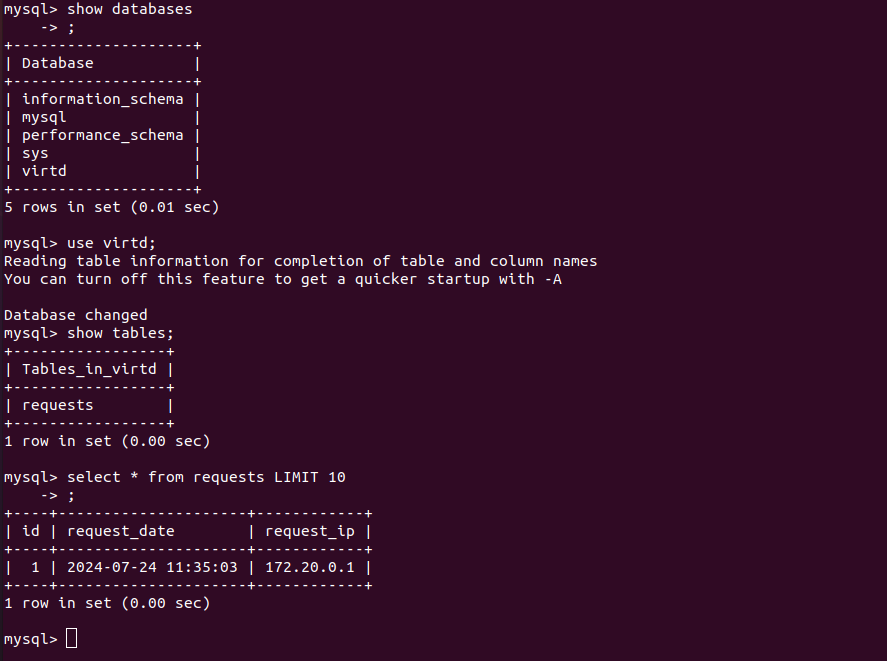 mysql> show databases
    -> ;
+--------------------+
| Database           |
+--------------------+
| information_schema |
| mysql              |
| performance_schema |
| sys                |
| virtd              |
+--------------------+
5 rows in set (0.01 sec)

mysql> use virtd;
Reading table information for completion of table and column names
You can turn off this feature to get a quicker startup with -A

Database changed
mysql> show tables;
+-----------------+
| Tables_in_virtd |
+-----------------+
| requests        |
+-----------------+
1 row in set (0.00 sec)

mysql> select * from requests LIMIT 10
    -> ;
+----+---------------------+------------+
| id | request_date        | request_ip |
+----+---------------------+------------+
|  1 | 2024-07-24 11:35:03 | 172.20.0.1 |
+----+---------------------+------------+
1 row in set (0.00 sec)

mysql>